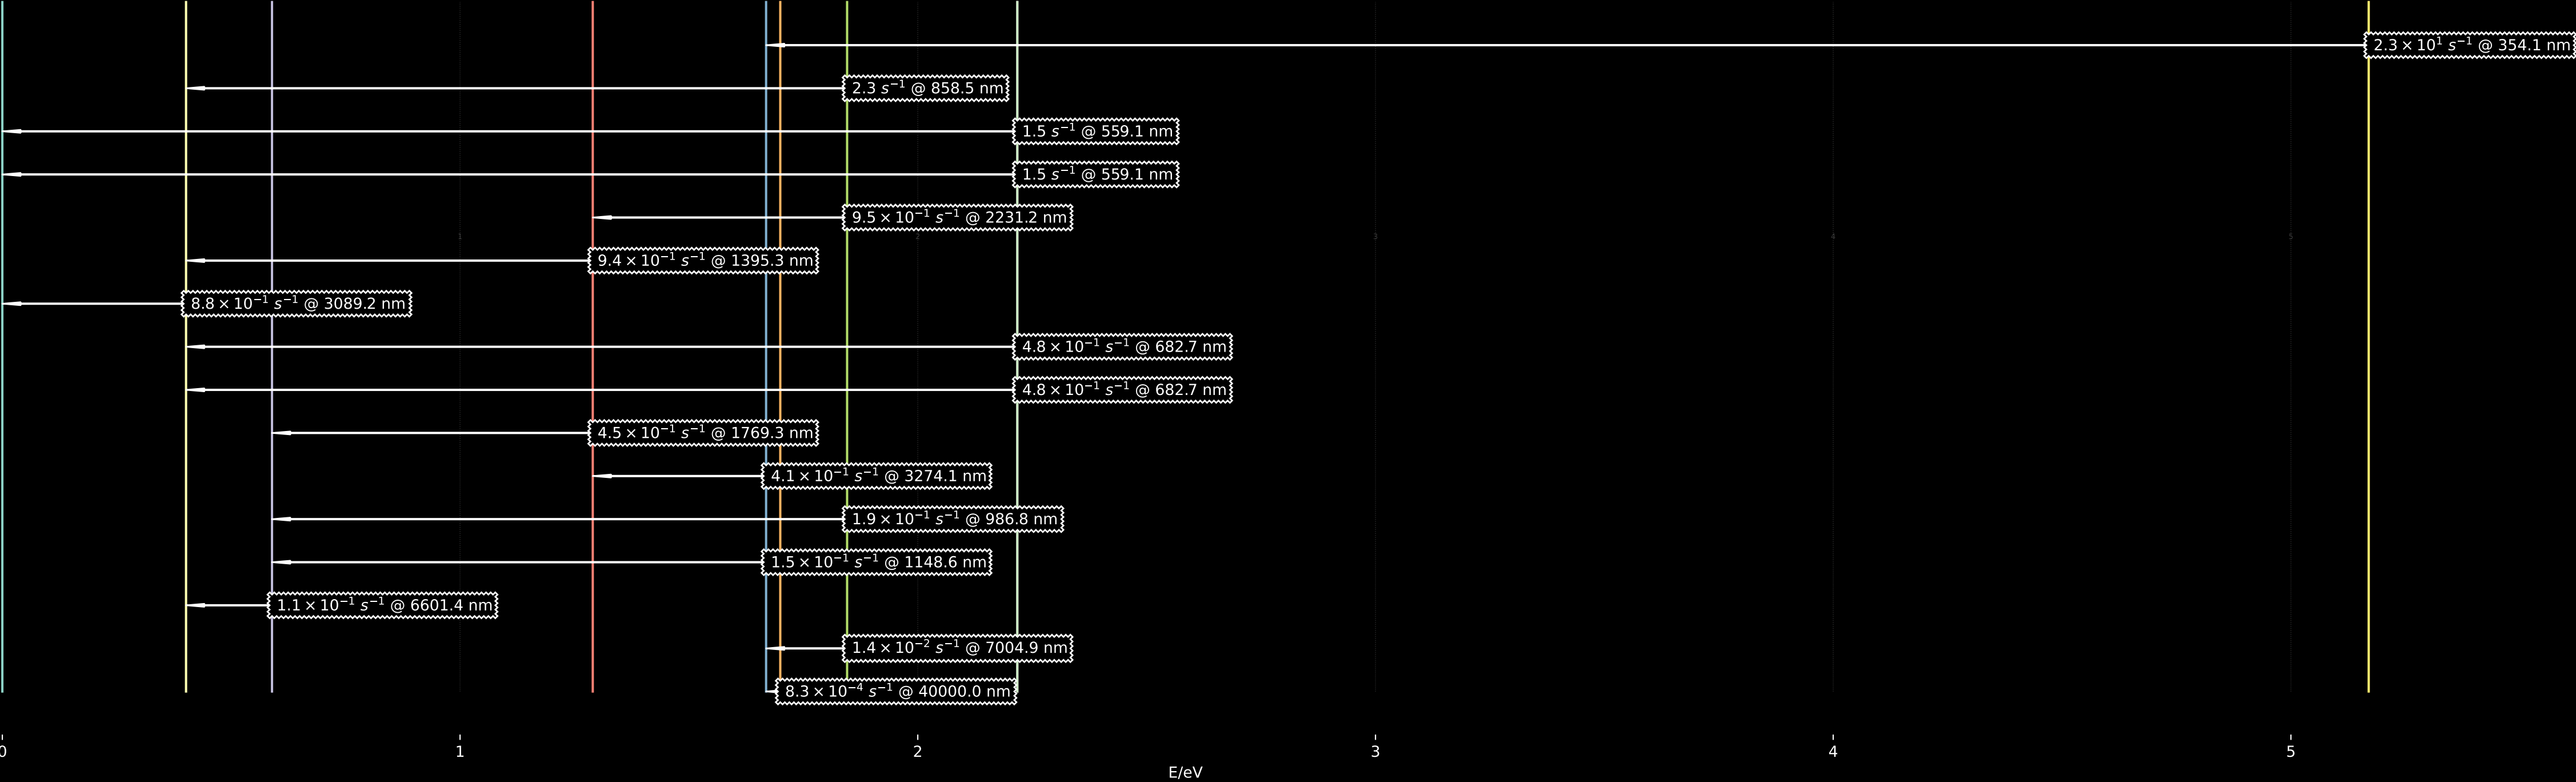 2.3 × 10¹ s⁻¹ @ 354.1 nm
2.3 s⁻¹ @ 858.5 nm
1.5 s⁻¹ @ 559.1 nm
1.5 s⁻¹ @ 559.1 nm
9.5 × 10⁻¹ s⁻¹ @ 2231.2 nm
1 2 3 4 5
9.4 × 10⁻¹ s⁻¹ @ 1395.3 nm
8.8 × 10⁻¹ s⁻¹ @ 3089.2 nm
4.8 × 10⁻¹ s⁻¹ @ 682.7 nm
4.8 × 10⁻¹ s⁻¹ @ 682.7 nm
4.5 × 10⁻¹ s⁻¹ @ 1769.3 nm
4.1 × 10⁻¹ s⁻¹ @ 3274.1 nm
1.9 × 10⁻¹ s⁻¹ @ 986.8 nm
1.5 × 10⁻¹ s⁻¹ @ 1148.6 nm
1.1 × 10⁻¹ s⁻¹ @ 6601.4 nm
1.4 × 10⁻² s⁻¹ @ 7004.9 nm
8.3 × 10⁻⁴ s⁻¹ @ 40000.0 nm
0 1 2 3 4 5
E/eV